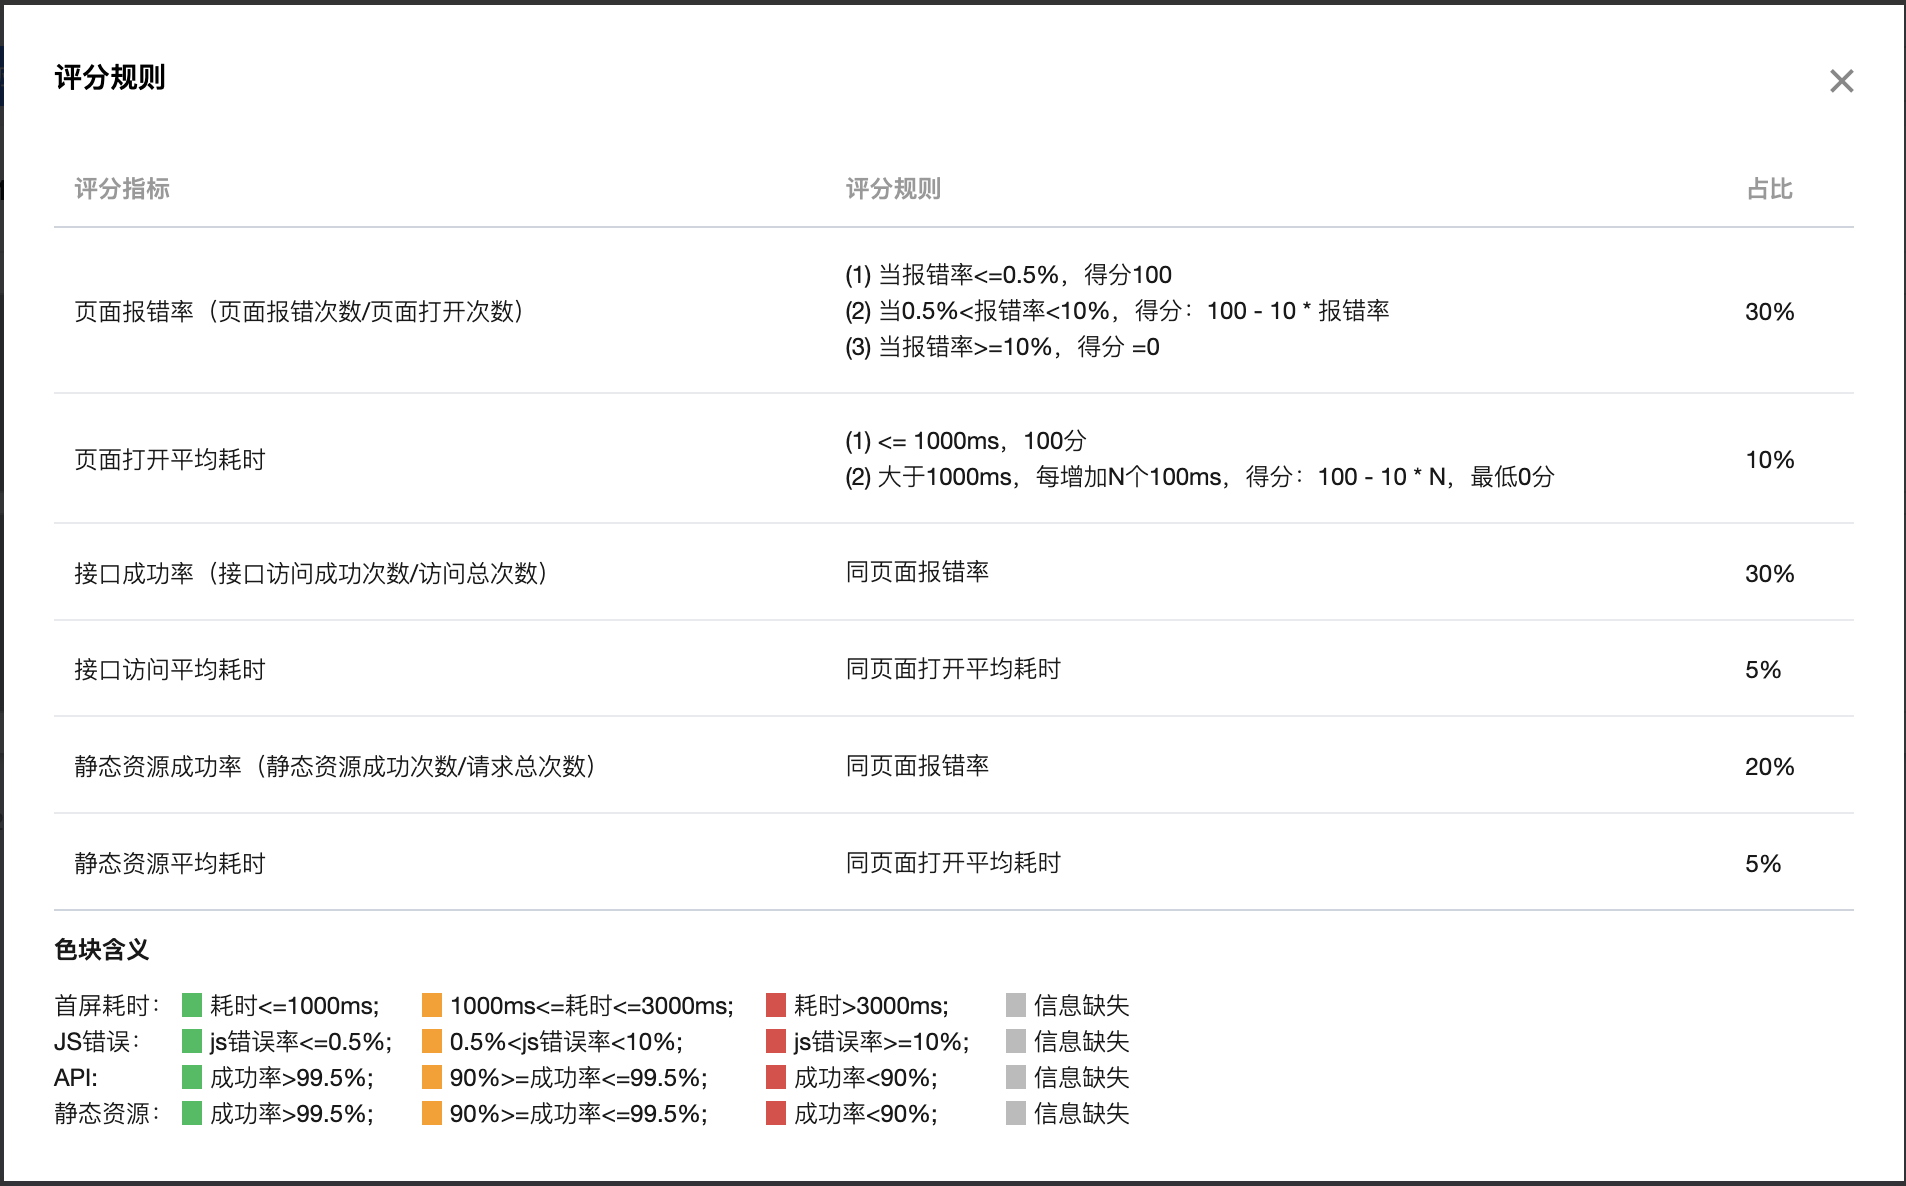 评分规则
评分指标 评分规则 占比
页面报错率（页面报错次数/页面打开次数）
(1) 当报错率<=0.5%，得分100
(2) 当0.5%<报错率<10%，得分：100 - 10 * 报错率
(3) 当报错率>=10%，得分 =0
30%
页面打开平均耗时
(1) <= 1000ms，100分
(2) 大于1000ms，每增加N个100ms，得分：100 - 10 * N，最低0分
10%
接口成功率（接口访问成功次数/访问总次数） 同页面报错率 30%
接口访问平均耗时 同页面打开平均耗时 5%
静态资源成功率（静态资源成功次数/请求总次数） 同页面报错率 20%
静态资源平均耗时 同页面打开平均耗时 5%
色块含义
首屏耗时： 耗时<=1000ms; 1000ms<=耗时<=3000ms; 耗时>3000ms; 信息缺失
JS错误： js错误率<=0.5%; 0.5%<js错误率<10%; js错误率>=10%; 信息缺失
API: 成功率>99.5%; 90%>=成功率<=99.5%; 成功率<90%; 信息缺失
静态资源： 成功率>99.5%; 90%>=成功率<=99.5%; 成功率<90%; 信息缺失